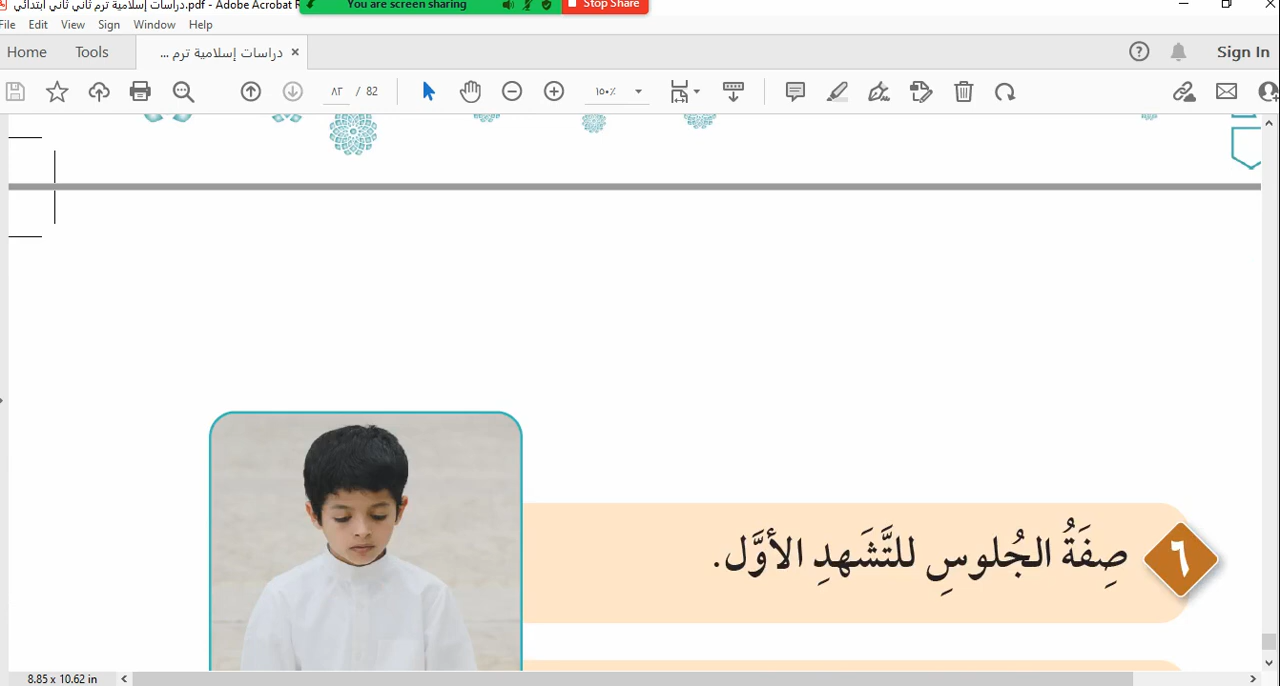 دراسات إسلامية ترم ثاني ثاني ابتدائي.pdf - Adobe Acrobat R
You are screen sharing
Stop Share
File Edit View Sign Window Help
Home Tools
دراسات إسلامية ترم ... ×
Sign In
٨٢ / 82
١٥٠٪
صِفَةُ الجُلوسِ للتَّشَهدِ الأوَّل.
٦
8.85 x 10.62 in